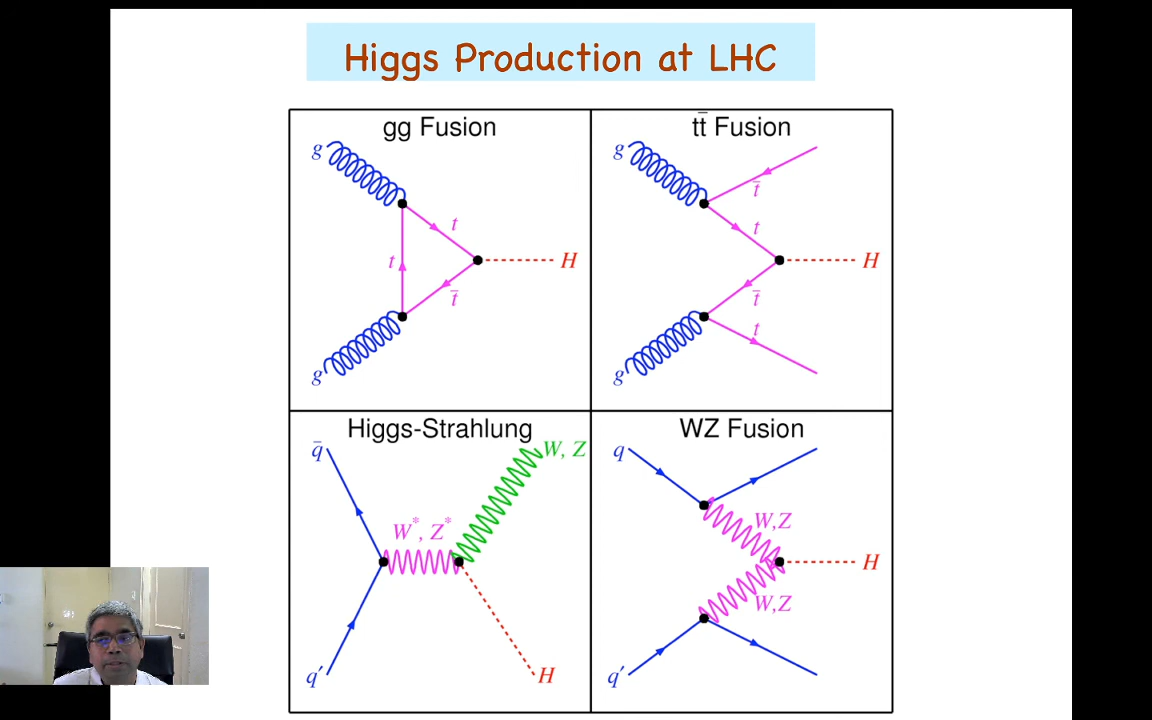 Higgs Production at LHC
gg Fusion
g
t
t
t̄
H
g
tt̄ Fusion
g
t̄
t
H
t̄
t
g
Higgs-Strahlung
q̄
W, Z
W*, Z*
q′
H
WZ Fusion
q
W,Z
H
W,Z
q′